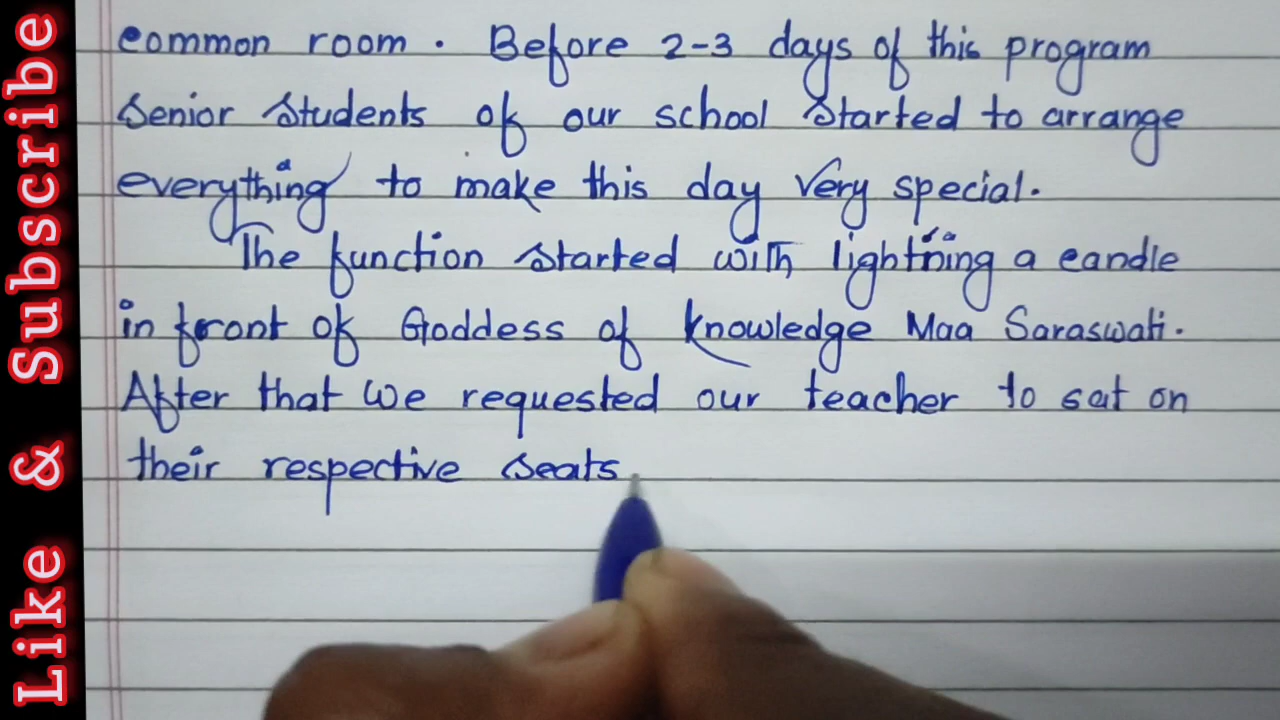 Like & Subscribe
common room. Before 2-3 days of this program
senior students of our school started to arrange
everything to make this day very special.
The function started with lightning a candle
in front of Goddess of knowledge Maa Saraswati.
After that we requested our teacher to sat on
their respective seats.